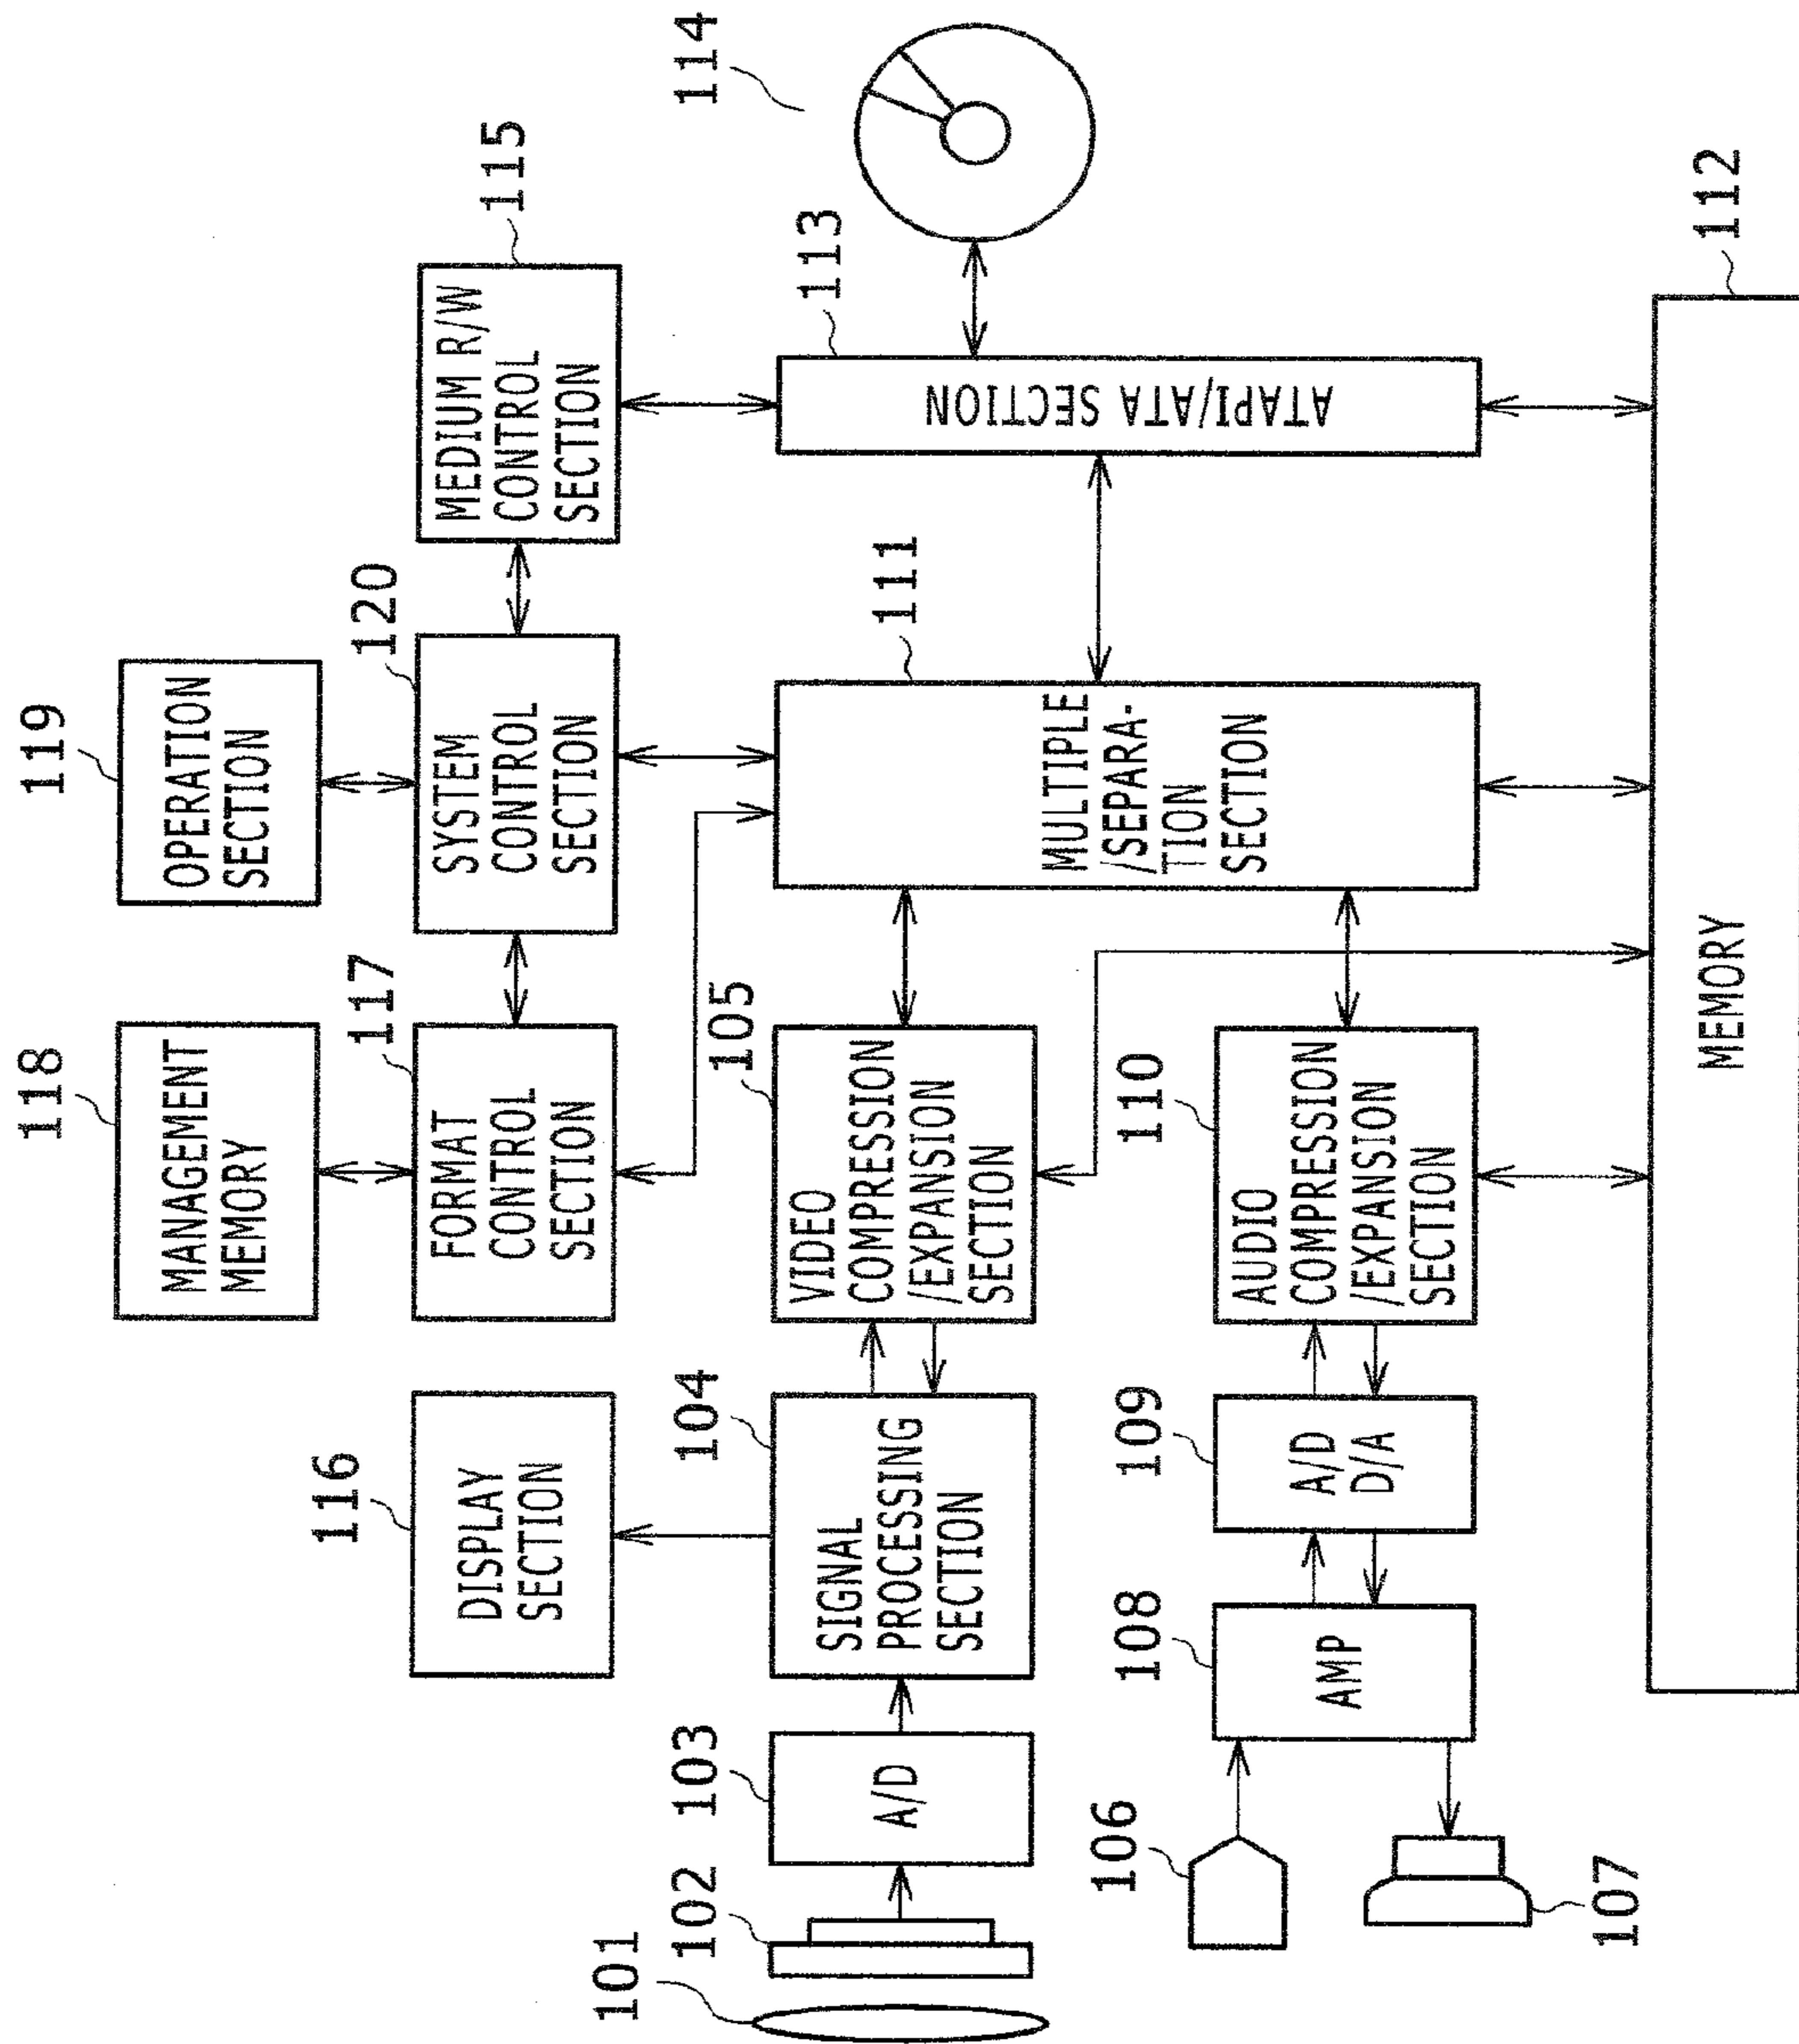 119
OPERATION
SECTION
118
MANAGEMENT
MEMORY
120
SYSTEM
CONTROL
SECTION
115
MEDIUM R/W
CONTROL
SECTION
117
FORMAT
CONTROL
SECTION
116
DISPLAY
SECTION
114
113
ATAPI/ATA SECTION
111
MULTIPLE
/SEPARA-
TION
SECTION
105
VIDEO
COMPRESSION
/EXPANSION
SECTION
104
SIGNAL
PROCESSING
SECTION
103
A/D
102
101
110
AUDIO
COMPRESSION
/EXPANSION
SECTION
109
A/D
D/A
108
AMP
106
107
112
MEMORY